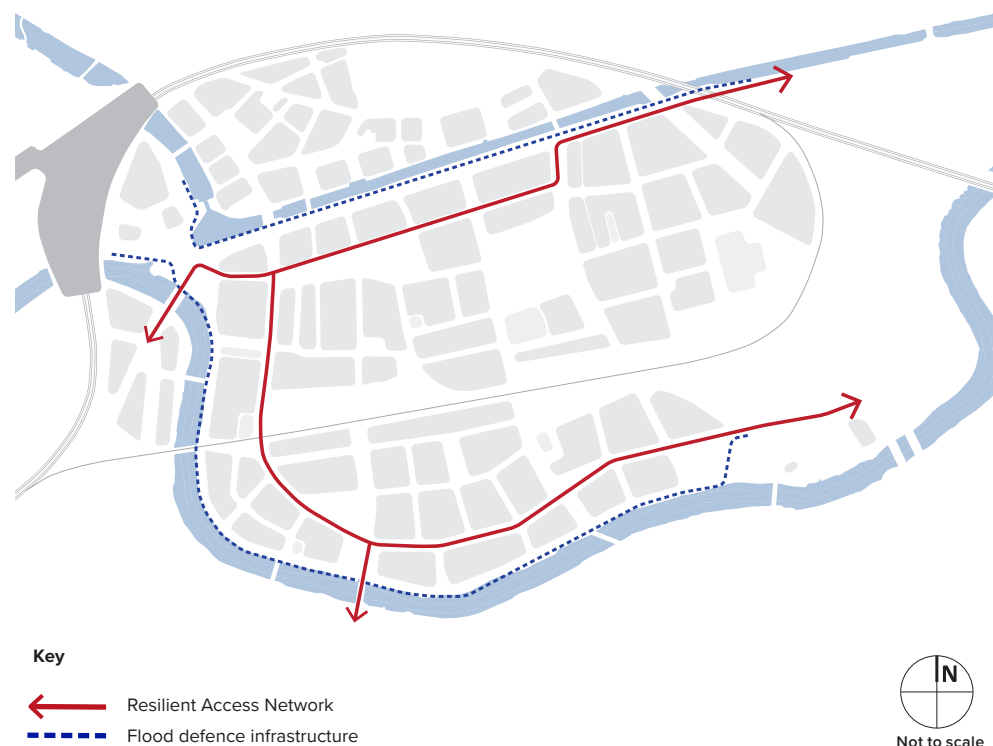 Key
Resilient Access Network
Flood defence infrastructure
N
Not to scale